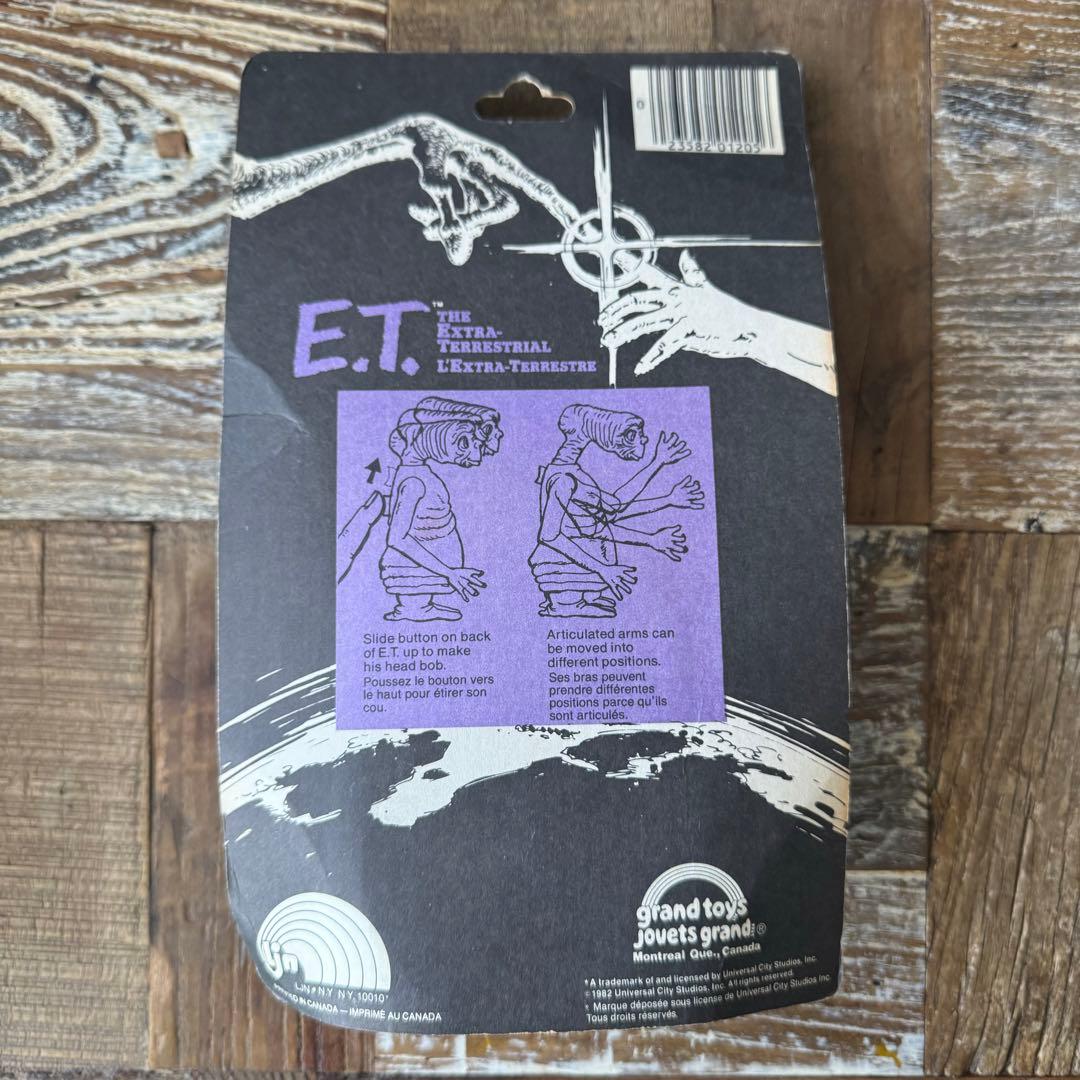 0
23582 01205
E.T.™
THE
EXTRA-
TERRESTRIAL
L'EXTRA-TERRESTRE
Slide button on back
of E.T. up to make
his head bob.
Poussez le bouton vers
le haut pour étirer son
cou.
Articulated arms can
be moved into
different positions.
Ses bras peuvent
prendre différentes
positions parce qu'ils
sont articulés.
LJN
LJN • N.Y. N.Y. 10010
IN CANADA — IMPRIMÉ AU CANADA
grand toys
jouets grand ®
Montreal Que., Canada
*A trademark of and licensed by Universal City Studios, Inc.
©1982 Universal City Studios, Inc. All rights reserved.
* Marque déposée sous license de Universal City Studios Inc.
Tous droits réservés.